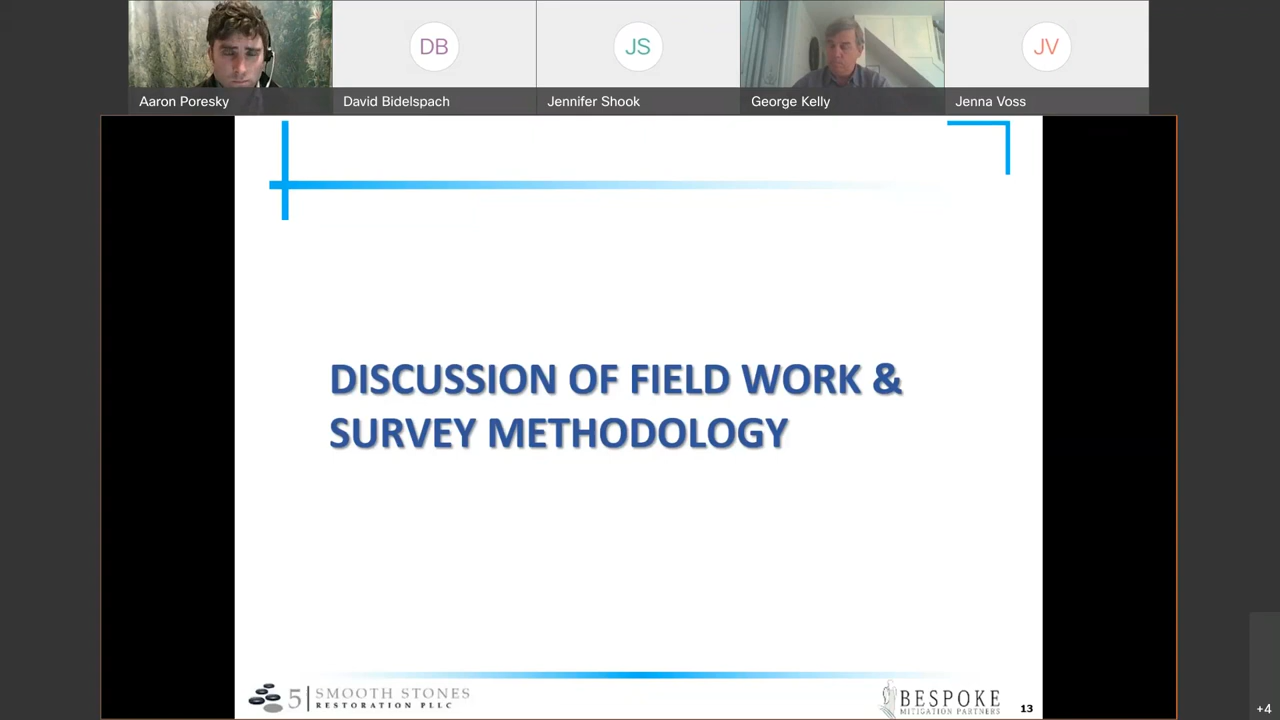 DB
JS
JV
Aaron Poresky
David Bidelspach
Jennifer Shook
George Kelly
Jenna Voss
DISCUSSION OF FIELD WORK &
SURVEY METHODOLOGY
5 SMOOTH STONES
RESTORATION PLLC
BESPOKE
MITIGATION PARTNERS
13
+4